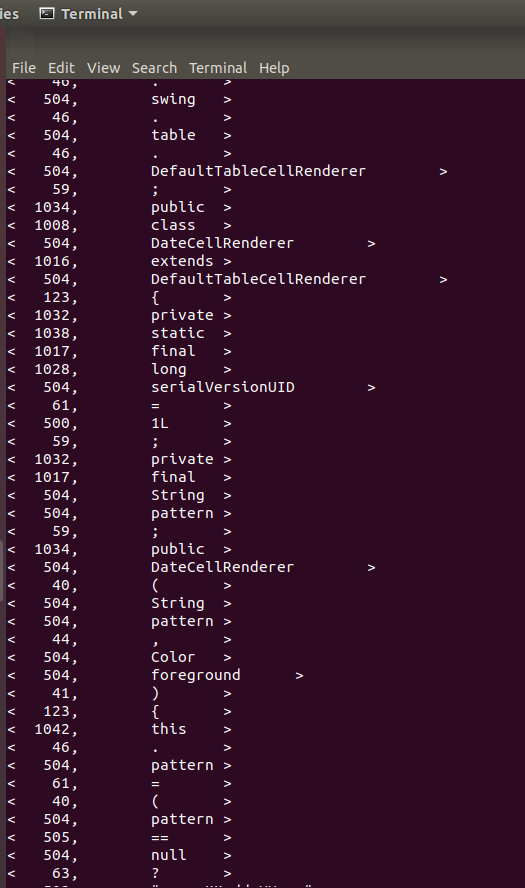 ies Terminal
File Edit View Search Terminal Help
< 46, . >
< 504, swing >
< 46, . >
< 504, table >
< 46, . >
< 504, DefaultTableCellRenderer >
< 59, ; >
< 1034, public >
< 1008, class >
< 504, DateCellRenderer >
< 1016, extends >
< 504, DefaultTableCellRenderer >
< 123, { >
< 1032, private >
< 1038, static >
< 1017, final >
< 1028, long >
< 504, serialVersionUID >
< 61, = >
< 500, 1L >
< 59, ; >
< 1032, private >
< 1017, final >
< 504, String >
< 504, pattern >
< 59, ; >
< 1034, public >
< 504, DateCellRenderer >
< 40, ( >
< 504, String >
< 504, pattern >
< 44, , >
< 504, Color >
< 504, foreground >
< 41, ) >
< 123, { >
< 1042, this >
< 46, . >
< 504, pattern >
< 61, = >
< 40, ( >
< 504, pattern >
< 505, == >
< 504, null >
< 63, ? >